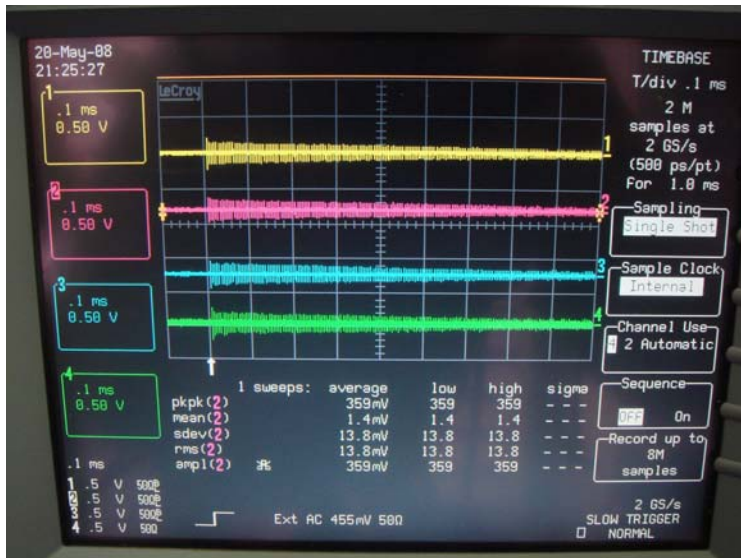 20-May-08
21:25:27
1
.1 ms
0.50 V
2
.1 ms
0.50 V
3
.1 ms
0.50 V
4
.1 ms
0.50 V
LeCroy
1
2
3
4
1 sweeps: average low high sigma
pkpk(2) 359mV 359 359 - - -
mean(2) 1.4mV 1.4 1.4 - - -
sdev(2) 13.8mV 13.8 13.8 - - -
rms(2) 13.8mV 13.8 13.8 - - -
ampl(2) 359mV 359 359 - - -
.1 ms
1 .5 V 50Ω
2 .5 V 50Ω
3 .5 V 50Ω
4 .5 V 50Ω
Ext AC 455mV 50Ω
TIMEBASE
T/div .1 ms
2 M
samples at
2 GS/s
(500 ps/pt)
For 1.0 ms
Sampling
Single Shot
Sample Clock
Internal
Channel Use
4 2 Automatic
Sequence
OFF On
Record up to
8M
samples
2 GS/s
SLOW TRIGGER
NORMAL